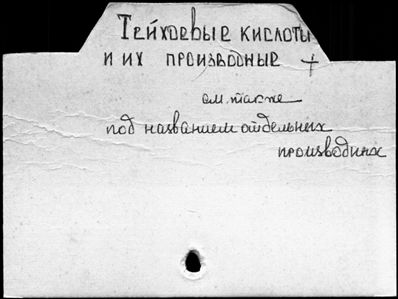 Тейхоевые кислоты
и их производные +
см. также
под названием отдельных
производных